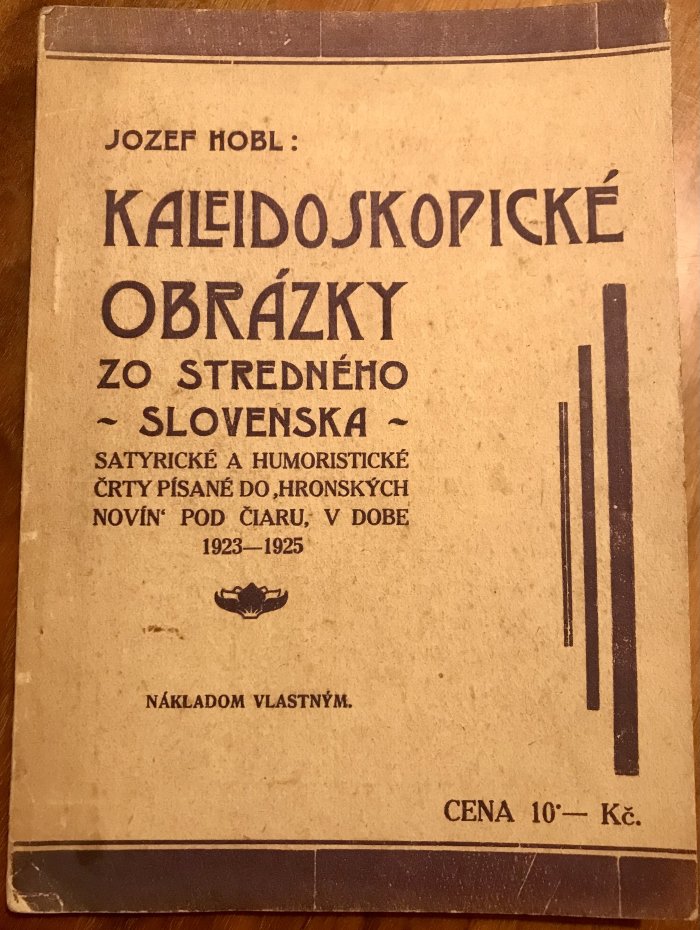 JOZEF HOBL:
KALEIDOSKOPICKÉ
OBRÁZKY
ZO STREDNÉHO
~ SLOVENSKA ~
SATYRICKÉ A HUMORISTICKÉ
ČRTY PÍSANÉ DO ‚HRONSKÝCH
NOVÍN‘ POD ČIARU, V DOBE
1923—1925
NÁKLADOM VLASTNÝM.
CENA 10·— Kč.